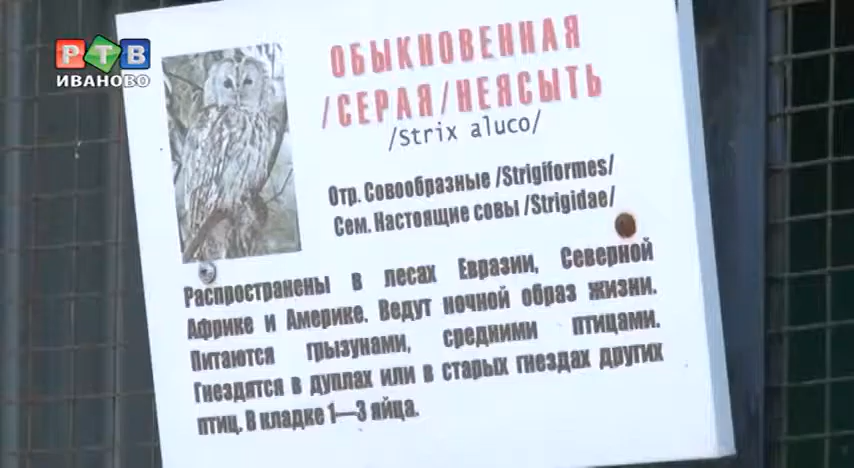 РТВ
ИВАНОВО
ОБЫКНОВЕННАЯ
/СЕРАЯ/НЕЯСЫТЬ
/Strix aluco/
Отр. Совообразные /Strigiformes/
Сем. Настоящие совы /Strigidae/
Распространены в лесах Евразии, Северной
Африке и Америке. Ведут ночной образ жизни.
Питаются грызунами, средними птицами.
Гнездятся в дуплах или в старых гнездах других
птиц. В кладке 1—3 яйца.